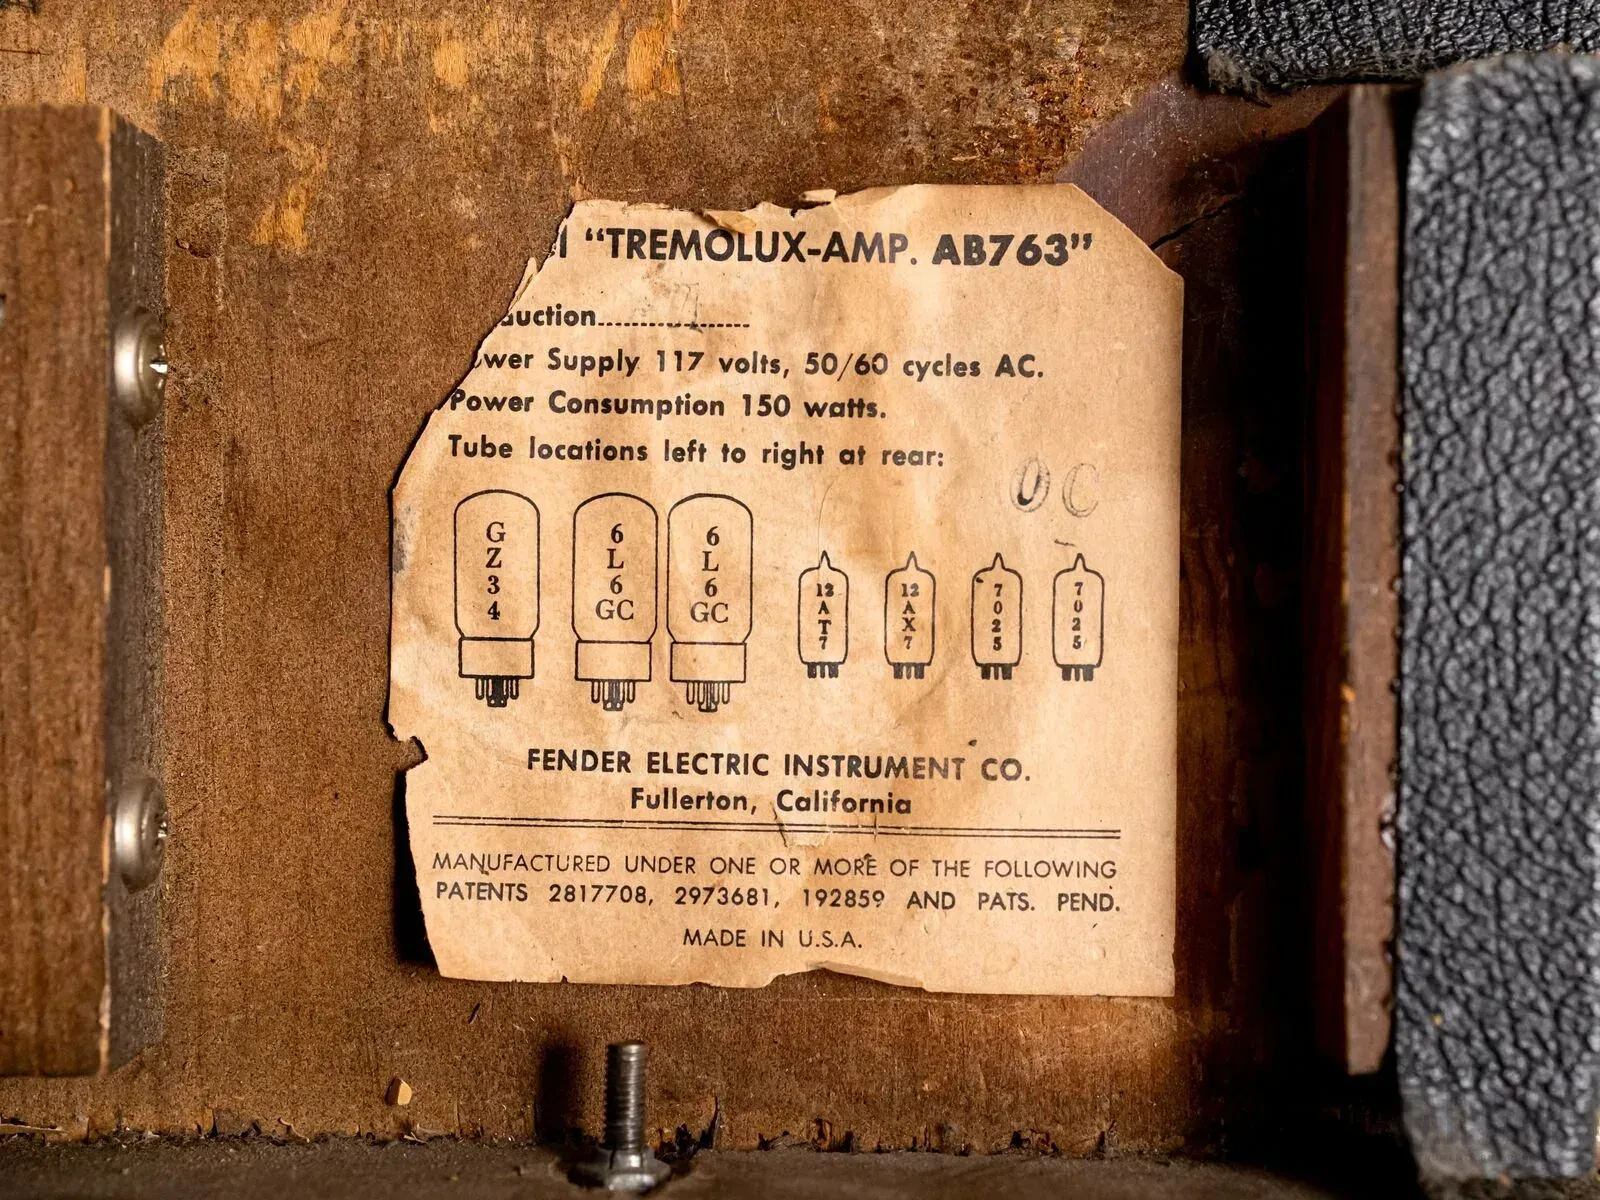 "TREMOLUX-AMP. AB763"
uction..................
wer Supply 117 volts, 50/60 cycles AC.
Power Consumption 150 watts.
Tube locations left to right at rear:
OC
GZ34
6L6GC
6L6GC
12AT7
12AX7
7025
7025
FENDER ELECTRIC INSTRUMENT CO.
Fullerton, California
MANUFACTURED UNDER ONE OR MORE OF THE FOLLOWING
PATENTS 2817708, 2973681, 192859 AND PATS. PEND.
MADE IN U.S.A.